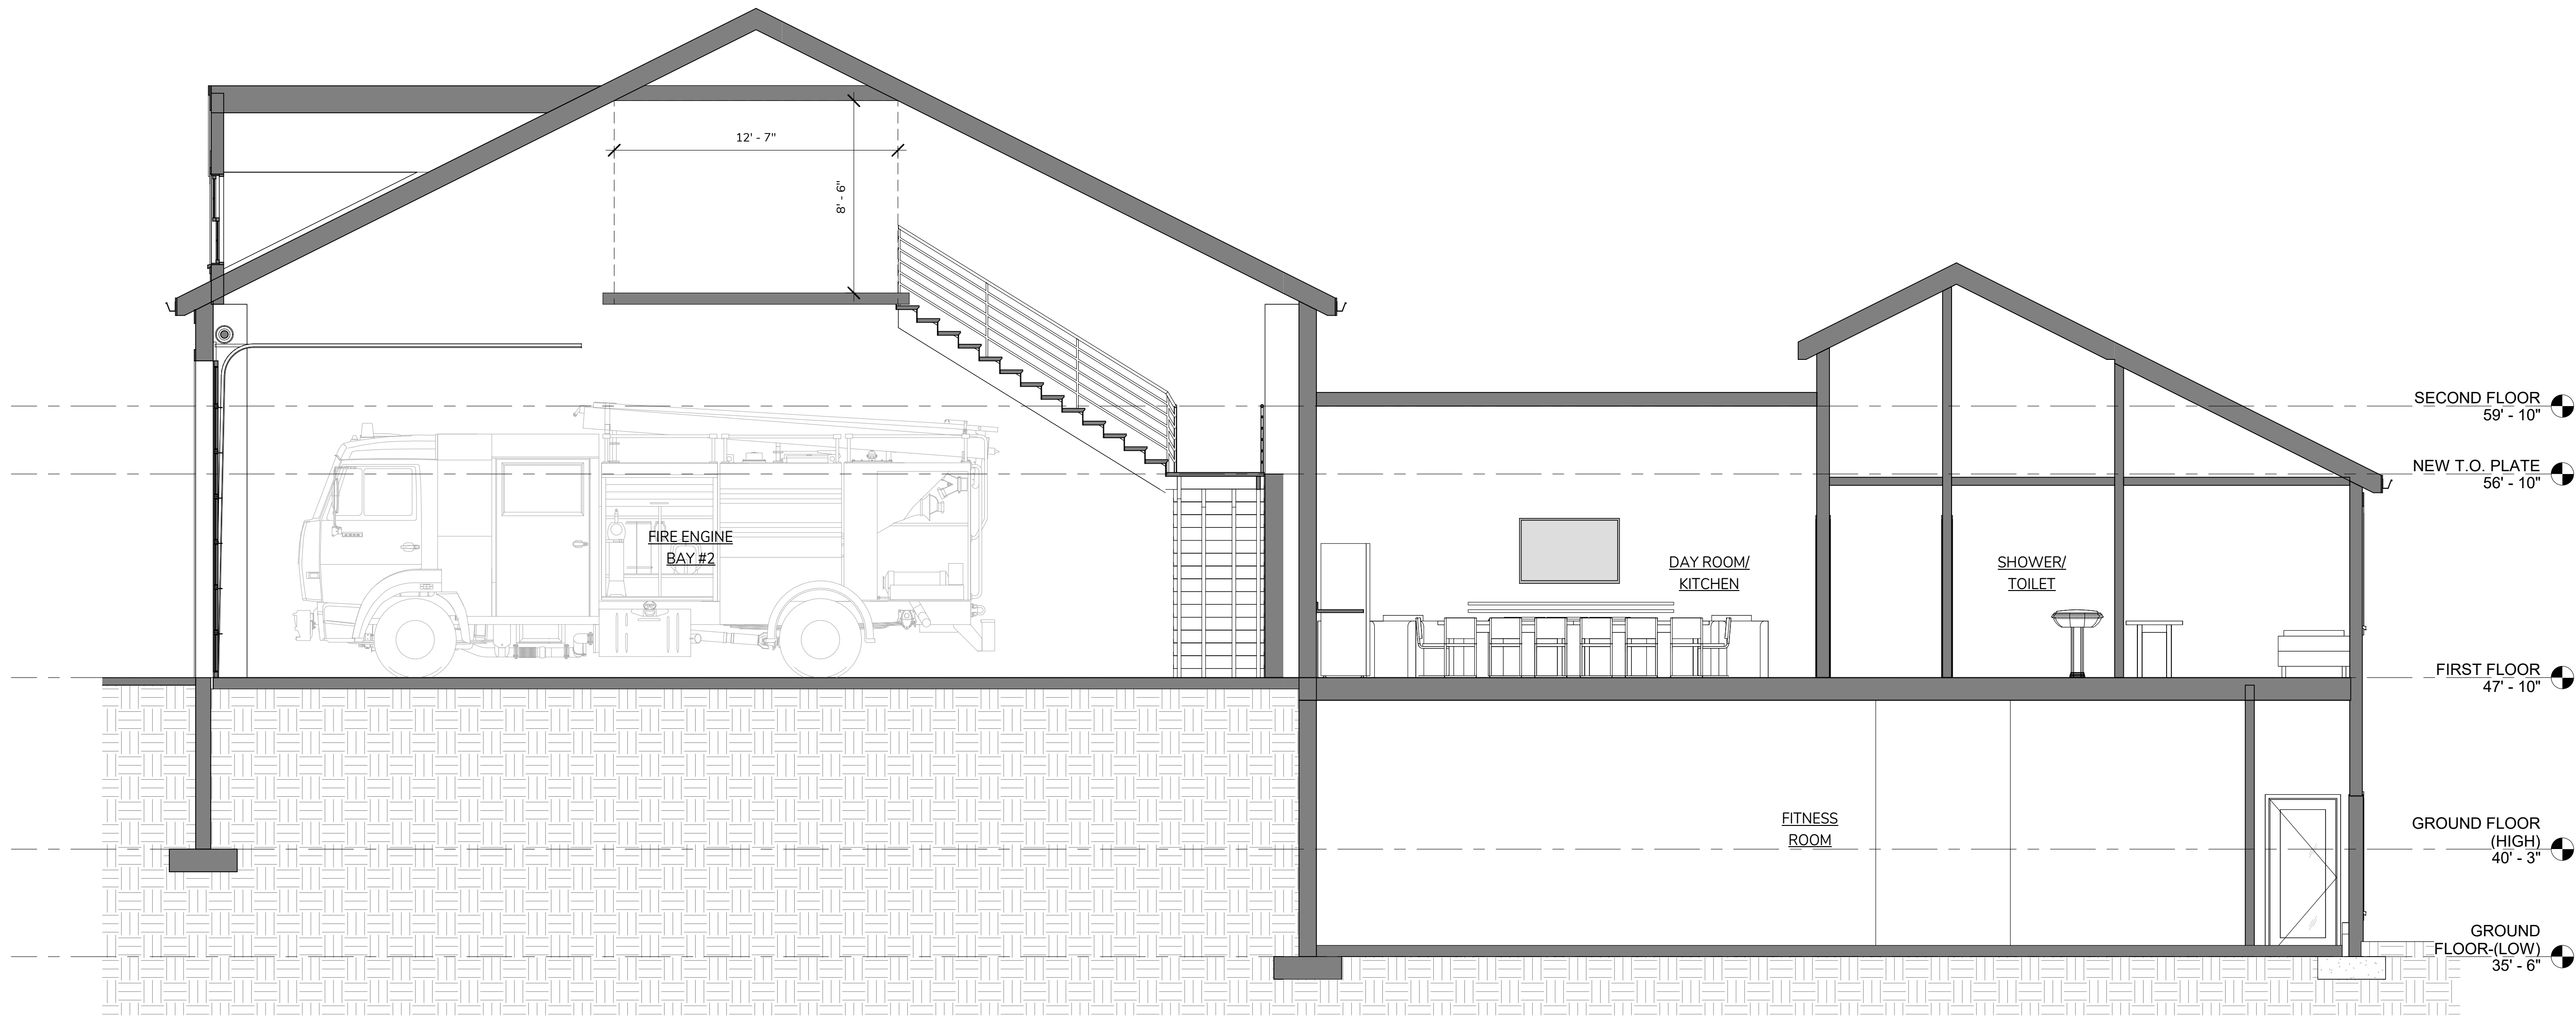 12' - 7"
8' - 6"
SECOND FLOOR
59' - 10"
NEW T.O. PLATE
56' - 10"
FIRE ENGINE
BAY #2
DAY ROOM/
KITCHEN
SHOWER/
TOILET
FIRST FLOOR
47' - 10"
FITNESS
ROOM
GROUND FLOOR
(HIGH)
40' - 3"
GROUND
FLOOR-(LOW)
35' - 6"